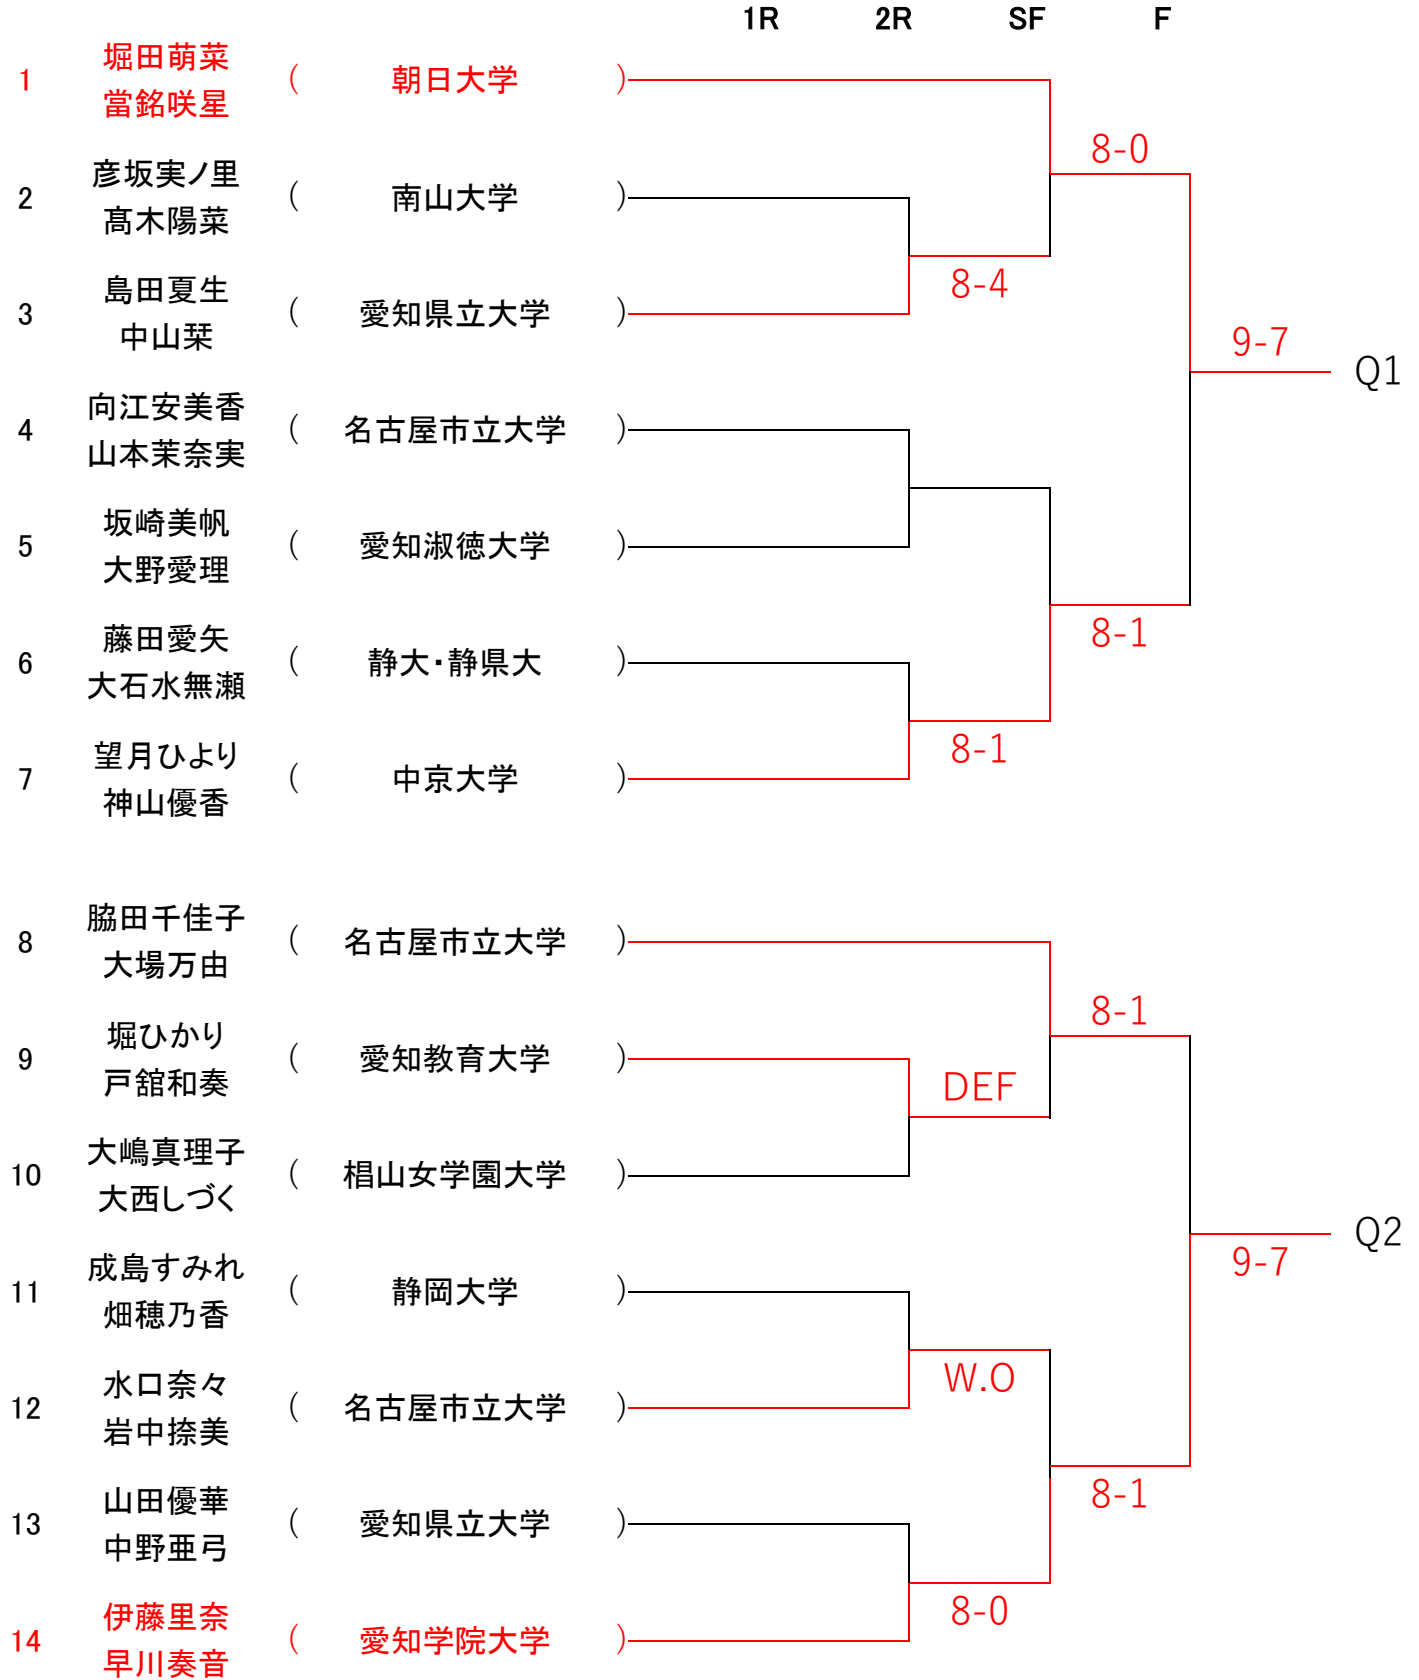 1R 2R SF F
堀田萌菜
1 ( 朝日大学 )
當銘咲星
8-0
彦坂実ノ里
2 ( 南山大学 )
髙木陽菜
8-4
島田夏生
3 ( 愛知県立大学 )
中山栞
9-7
Q1
向江安美香
4 ( 名古屋市立大学 )
山本茉奈実
坂崎美帆
5 ( 愛知淑徳大学 )
大野愛理
8-1
藤田愛矢
6 ( 静大・静県大 )
大石水無瀬
8-1
望月ひより
7 ( 中京大学 )
神山優香
脇田千佳子
8 ( 名古屋市立大学 )
大場万由
8-1
堀ひかり
9 ( 愛知教育大学 )
戸舘和奏
DEF
大嶋真理子
10 ( 椙山女学園大学 )
大西しづく
Q2
9-7
成島すみれ
11 ( 静岡大学 )
畑穂乃香
W.O
水口奈々
12 ( 名古屋市立大学 )
岩中捺美
8-1
山田優華
13 ( 愛知県立大学 )
中野亜弓
8-0
伊藤里奈
14 ( 愛知学院大学 )
早川奏音